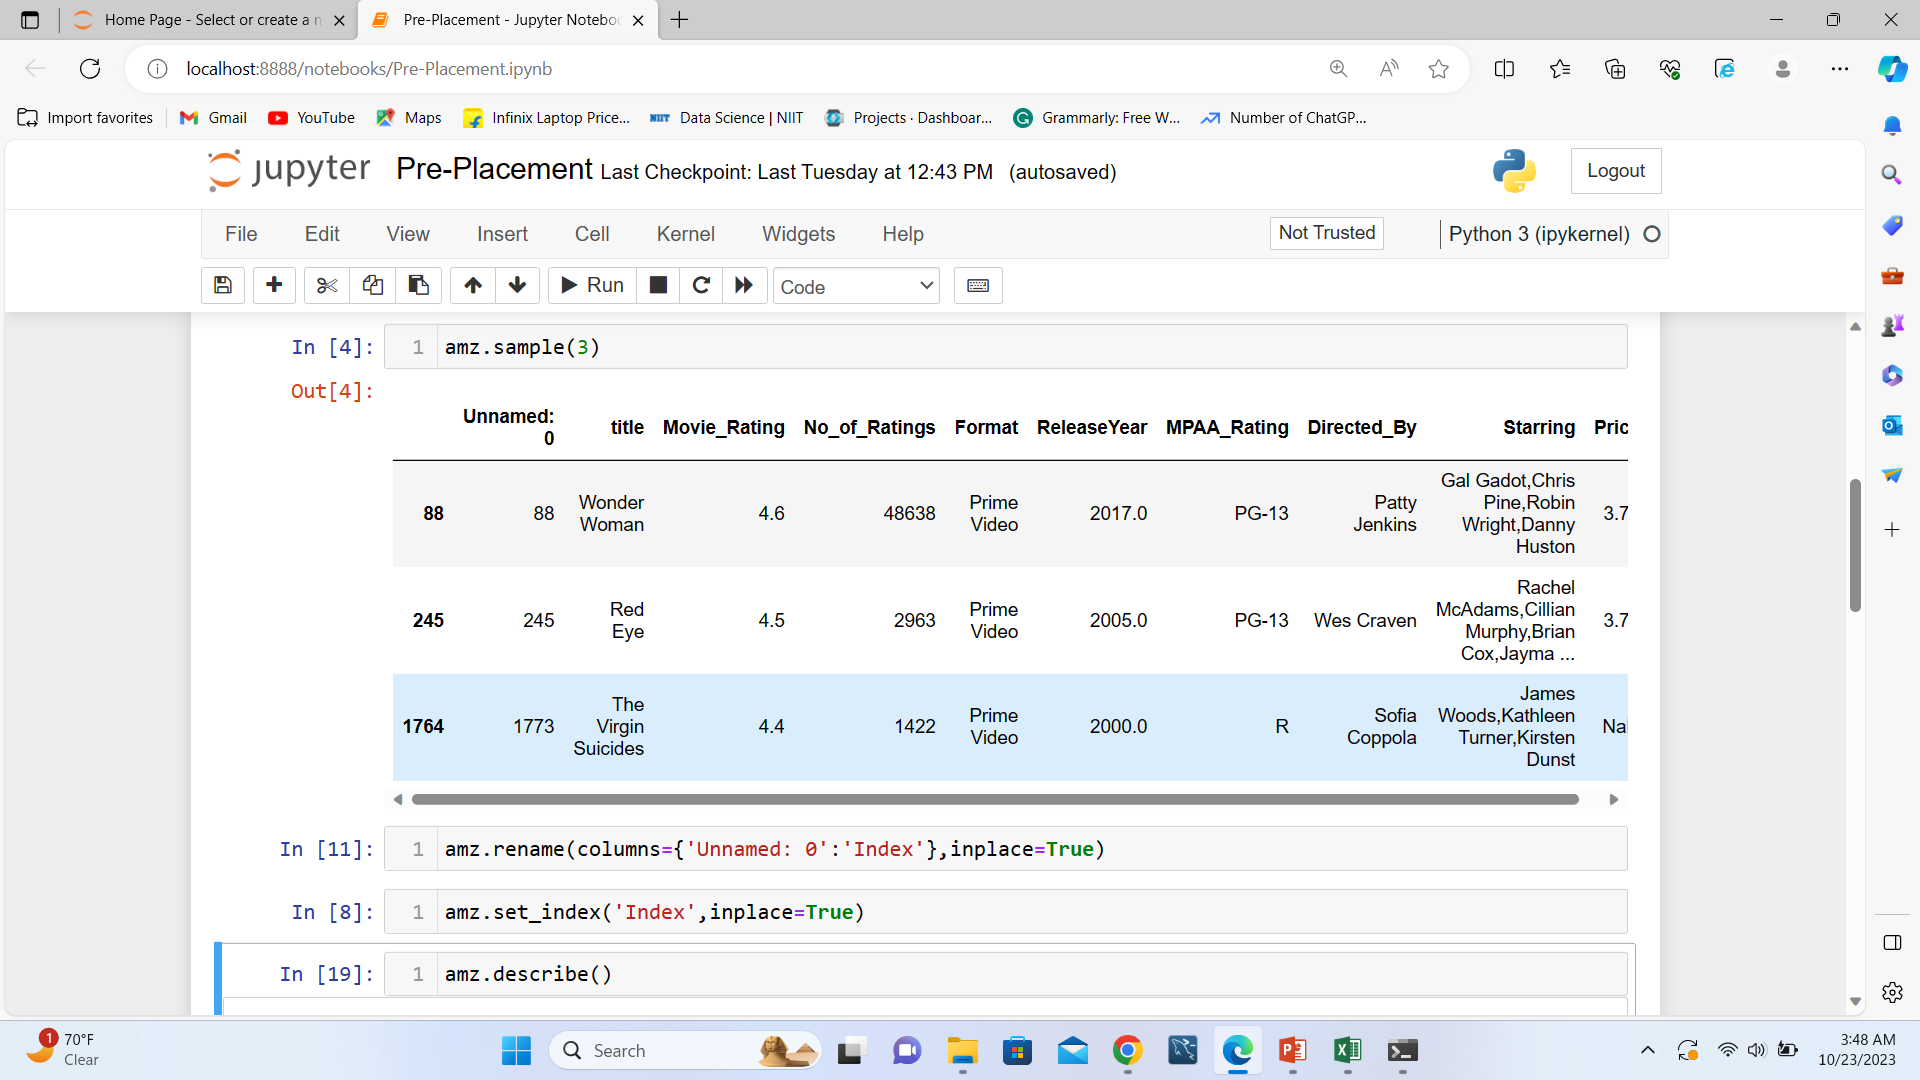 Home Page - Select or create a n
Pre-Placement - Jupyter Notebo
localhost:8888/notebooks/Pre-Placement.ipynb
Import favorites
Gmail
YouTube
Maps
Infinix Laptop Price...
NIIT Data Science | NIIT
Projects · Dashboar...
Grammarly: Free W...
Number of ChatGP...
jupyter Pre-Placement Last Checkpoint: Last Tuesday at 12:43 PM (autosaved)
Logout
File Edit View Insert Cell Kernel Widgets Help
Not Trusted
Python 3 (ipykernel)
Run
Code
In [4]: 1 amz.sample(3)
Out[4]:
Unnamed: 0 title Movie_Rating No_of_Ratings Format ReleaseYear MPAA_Rating Directed_By Starring Pric
88 88 Wonder Woman 4.6 48638 Prime Video 2017.0 PG-13 Patty Jenkins Gal Gadot,Chris Pine,Robin Wright,Danny Huston 3.7
245 245 Red Eye 4.5 2963 Prime Video 2005.0 PG-13 Wes Craven Rachel McAdams,Cillian Murphy,Brian Cox,Jayma ... 3.7
1764 1773 The Virgin Suicides 4.4 1422 Prime Video 2000.0 R Sofia Coppola James Woods,Kathleen Turner,Kirsten Dunst Na
In [11]: 1 amz.rename(columns={'Unnamed: 0':'Index'},inplace=True)
In [8]: 1 amz.set_index('Index',inplace=True)
In [19]: 1 amz.describe()
1
70°F
Clear
Search
3:48 AM
10/23/2023